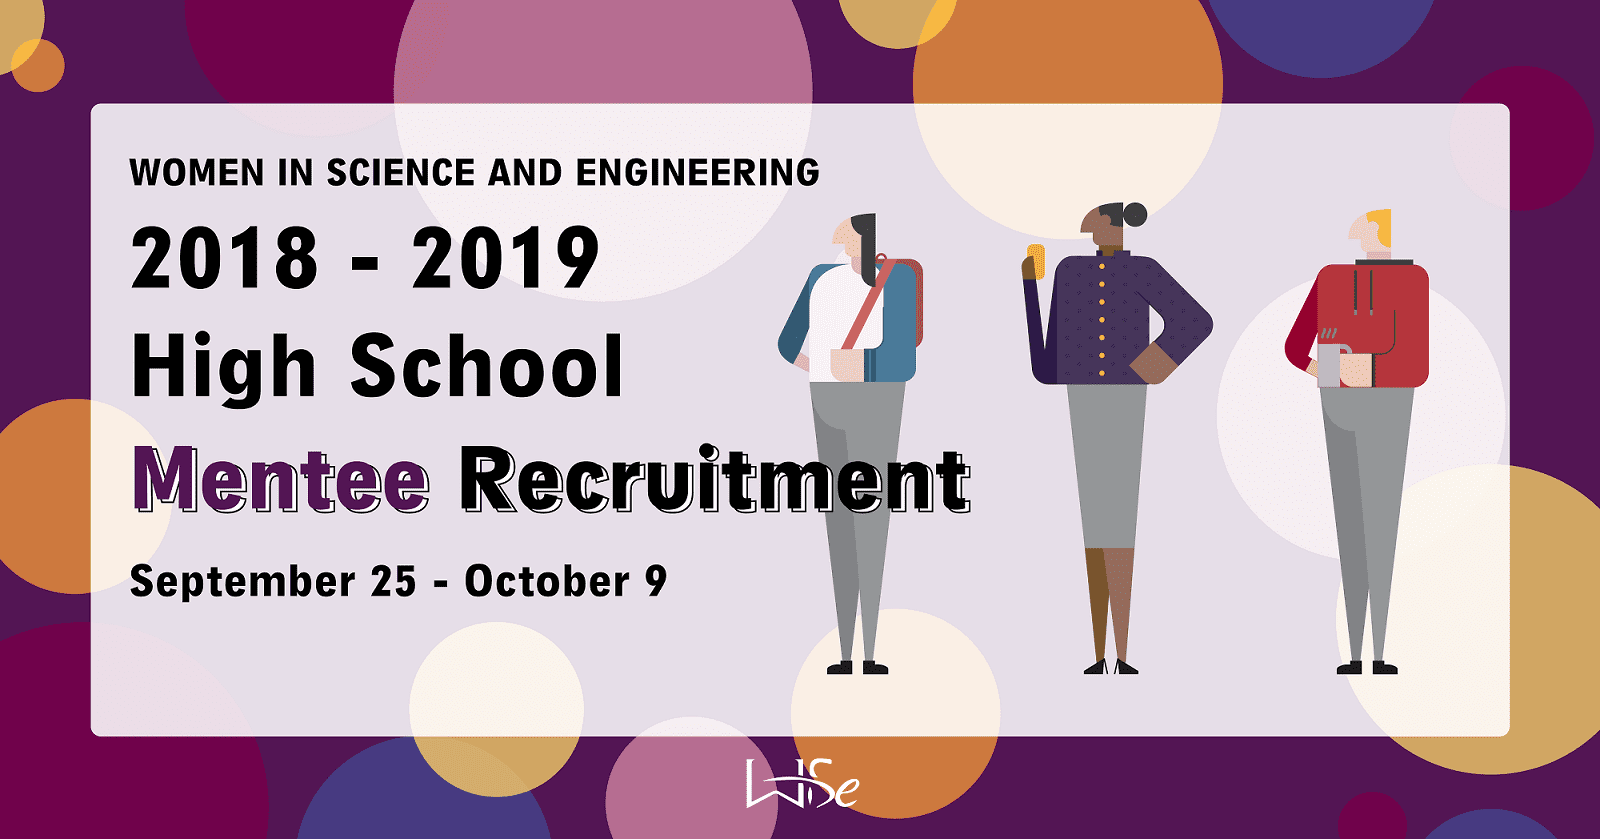 WOMEN IN SCIENCE AND ENGINEERING
2018 - 2019
High School
Mentee Recruitment
September 25 - October 9
WISe